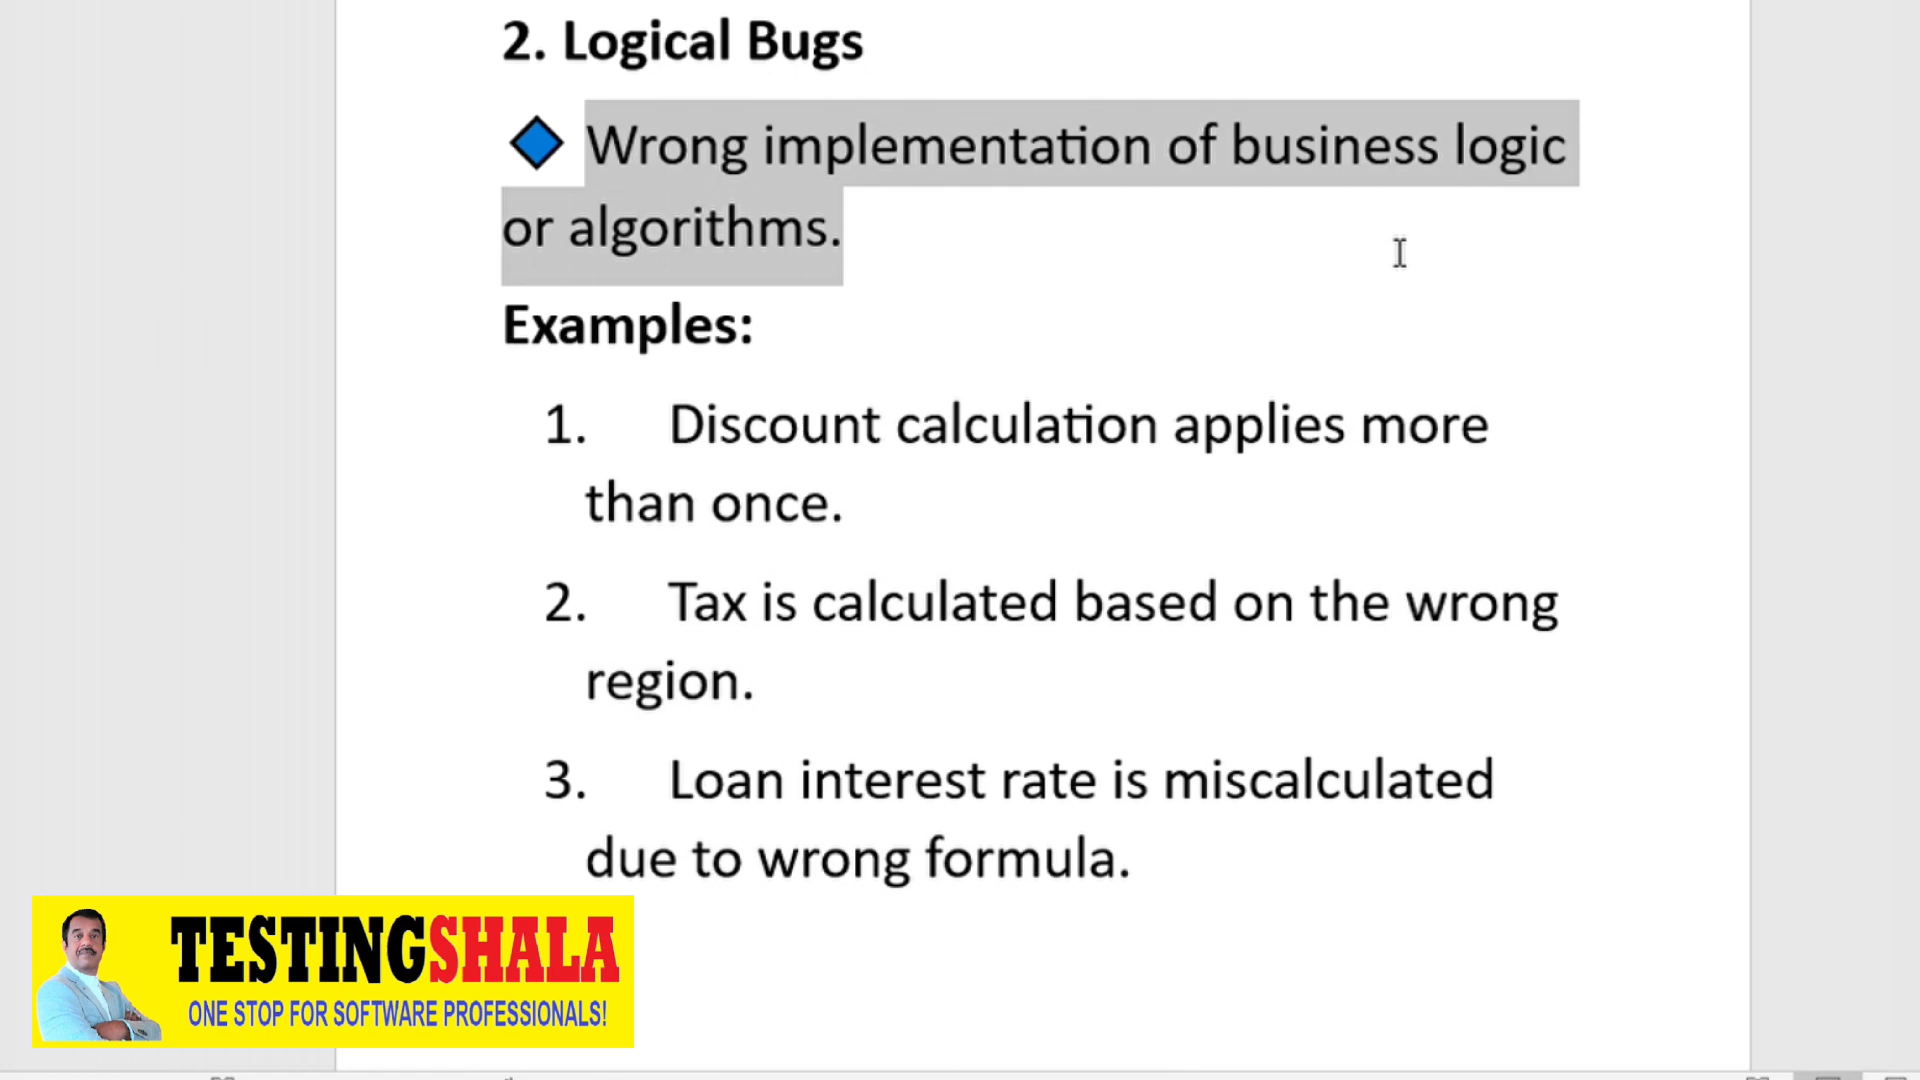 2. Logical Bugs
Wrong implementation of business logic
or algorithms.
Examples:
1. Discount calculation applies more
than once.
2. Tax is calculated based on the wrong
region.
3. Loan interest rate is miscalculated
due to wrong formula.
TESTINGSHALA
ONE STOP FOR SOFTWARE PROFESSIONALS!